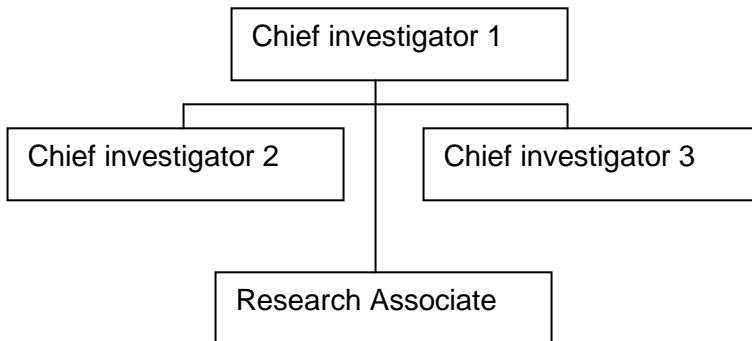 Chief investigator 1
Chief investigator 2
Chief investigator 3
Research Associate